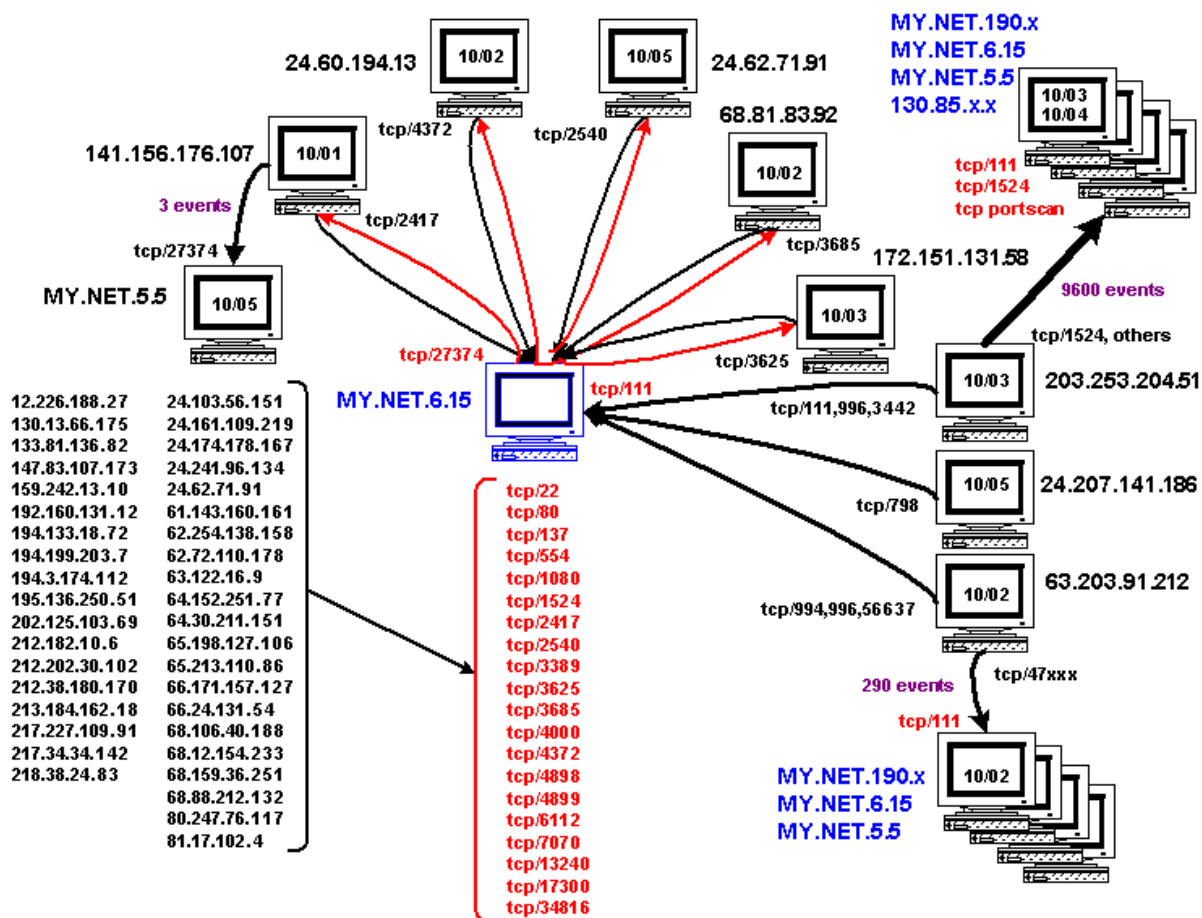 MY.NET.190.x
MY.NET.6.15
MY.NET.5.5
130.85.x.x
10/03
10/04
tcp/111
tcp/1524
tcp portscan
24.60.194.13
10/02
tcp/4372
10/05
24.62.71.91
tcp/2540
68.81.83.92
10/02
tcp/3685
141.156.176.107
10/01
tcp/2417
3 events
tcp/27374
MY.NET.5.5
10/05
172.151.131.58
10/03
tcp/3625
9600 events
tcp/1524, others
10/03
203.253.204.51
tcp/111,996,3442
tcp/27374
MY.NET.6.15
tcp/111
10/05
24.207.141.186
tcp/798
10/02
63.203.91.212
tcp/994,996,56637
290 events
tcp/47xxx
tcp/111
10/02
MY.NET.190.x
MY.NET.6.15
MY.NET.5.5
12.226.188.27
130.13.66.175
133.81.136.82
147.83.107.173
159.242.13.10
192.160.131.12
194.133.18.72
194.199.203.7
194.3.174.112
195.136.250.51
202.125.103.69
212.182.10.6
212.202.30.102
212.38.180.170
213.184.162.18
217.227.109.91
217.34.34.142
218.38.24.83
24.103.56.151
24.161.109.219
24.174.178.167
24.241.96.134
24.62.71.91
61.143.160.161
62.254.138.158
62.72.110.178
63.122.16.9
64.152.251.77
64.30.211.151
65.198.127.106
65.213.110.86
66.171.157.127
66.24.131.54
68.106.40.188
68.12.154.233
68.159.36.251
68.88.212.132
80.247.76.117
81.17.102.4
tcp/22
tcp/80
tcp/137
tcp/554
tcp/1080
tcp/1524
tcp/2417
tcp/2540
tcp/3389
tcp/3625
tcp/3685
tcp/4000
tcp/4372
tcp/4898
tcp/4899
tcp/6112
tcp/7070
tcp/13240
tcp/17300
tcp/34816